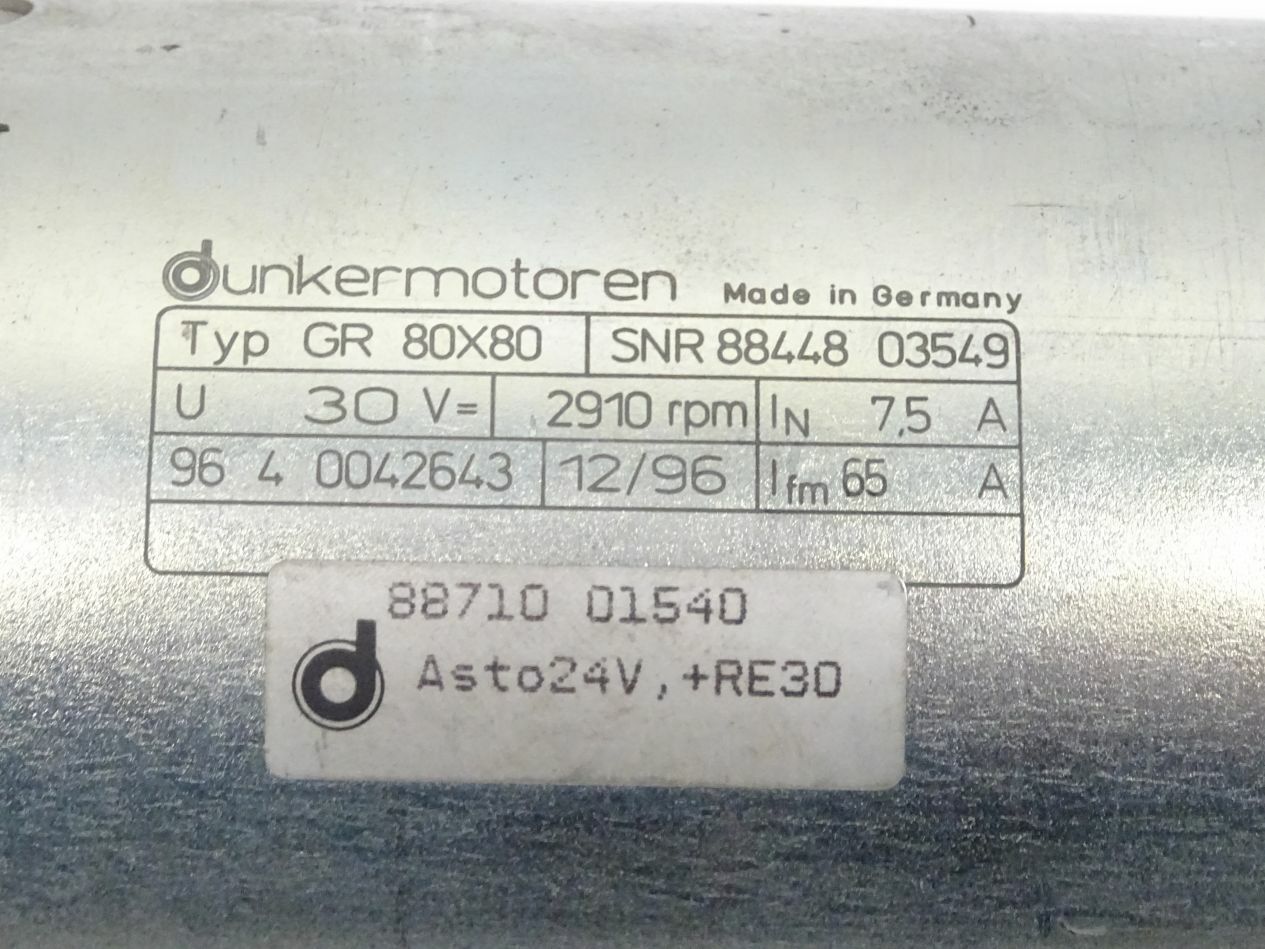 dunkermotoren Made in Germany
Typ GR 80X80 SNR 88448 03549
U 30 V= 2910 rpm IN 7,5 A
96 4 0042643 12/96 Ifm 65 A
88710 01540
d Asto24V,+RE30